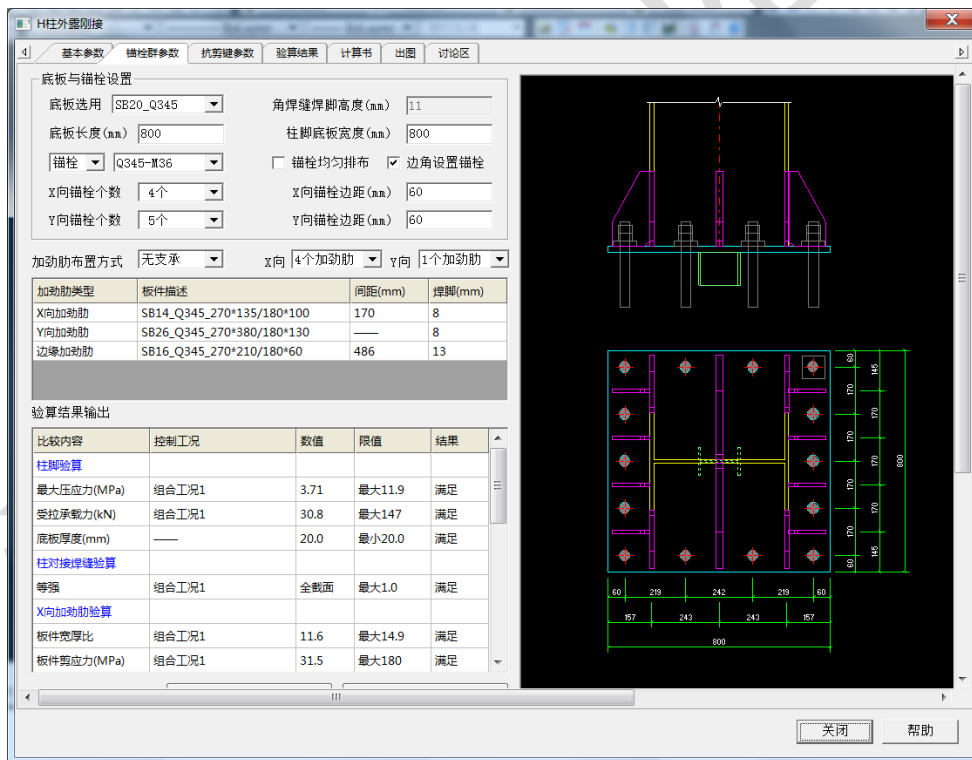 H柱外露刚接
基本参数 锚栓群参数 抗剪键参数 验算结果 计算书 出图 讨论区
底板与锚栓设置
底板选用 SB20_Q345 角焊缝焊脚高度(mm) 11
底板长度(mm) 800 柱脚底板宽度(mm) 800
锚栓 Q345-M36 锚栓均匀排布 边角设置锚栓
X向锚栓个数 4个 X向锚栓边距(mm) 60
Y向锚栓个数 5个 Y向锚栓边距(mm) 60
加劲肋布置方式 无支承 X向 4个加劲肋 Y向 1个加劲肋
加劲肋类型 板件描述 间距(mm) 焊脚(mm)
X向加劲肋 SB14_Q345_270*135/180*100 170 8
Y向加劲肋 SB26_Q345_270*380/180*130 —— 8
边缘加劲肋 SB16_Q345_270*210/180*60 486 13
验算结果输出
比较内容 控制工况 数值 限值 结果
柱脚验算
最大压应力(MPa) 组合工况1 3.71 最大11.9 满足
受拉承载力(kN) 组合工况1 30.8 最大147 满足
底板厚度(mm) —— 20.0 最小20.0 满足
柱对接焊缝验算
等强 组合工况1 全截面 最大1.0 满足
X向加劲肋验算
板件宽厚比 组合工况1 11.6 最大14.9 满足
板件剪应力(MPa) 组合工况1 31.5 最大180 满足
60 145
170 170
170 170
800
170 170
170 170
60 145
60 219 242 219 60
157 243 243 157
800
关闭 帮助